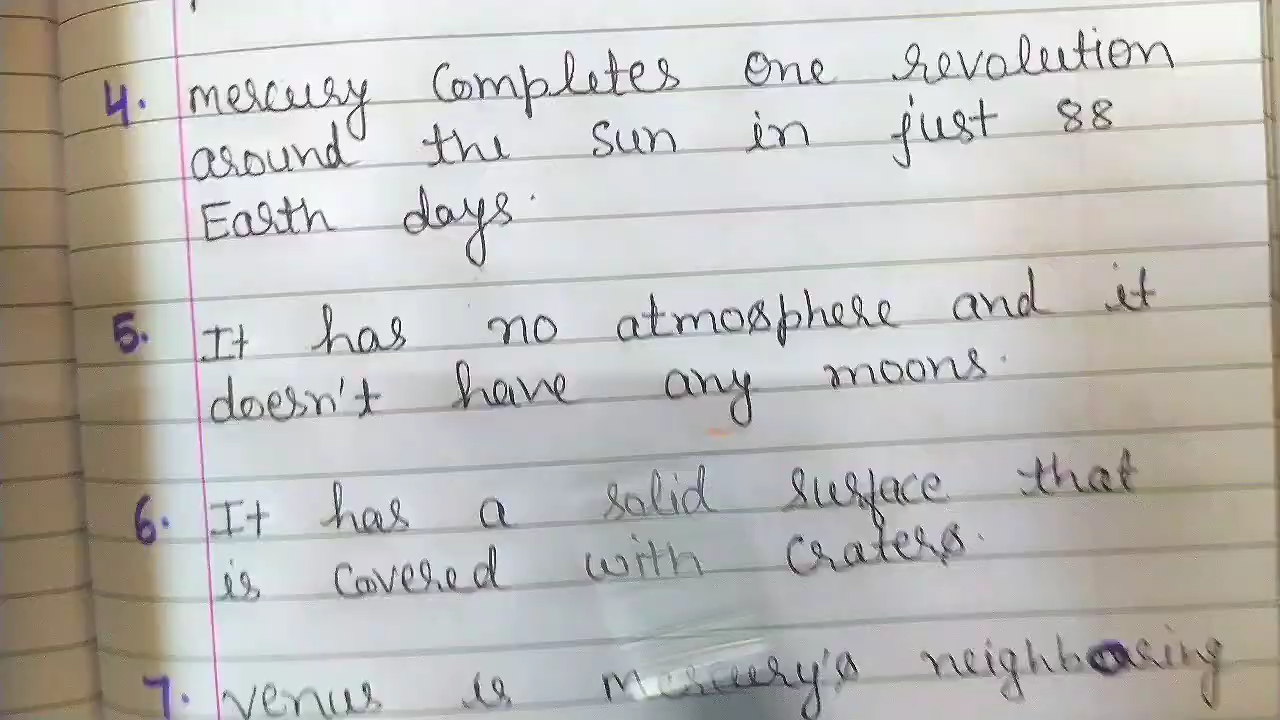 4. mercury completes one revolution
around the sun in just 88
Earth days.
5. It has no atmosphere and it
doesn't have any moons.
6. It has a solid surface that
is covered with craters.
7. venus is mercury's neighboring